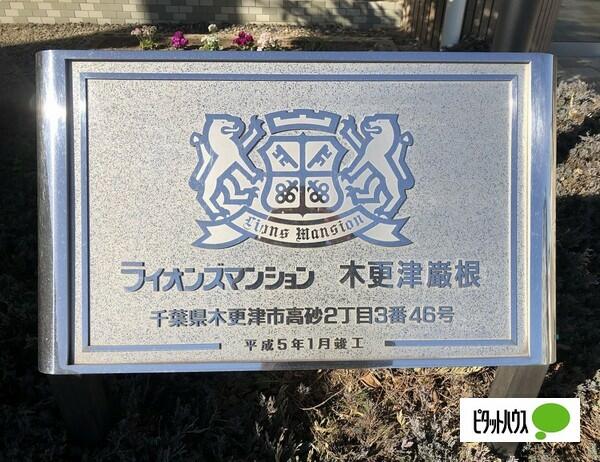 Lions Mansion
ライオンズマンション 木更津巌根
千葉県木更津市高砂2丁目3番46号
平成5年1月竣工
ピタットハウス